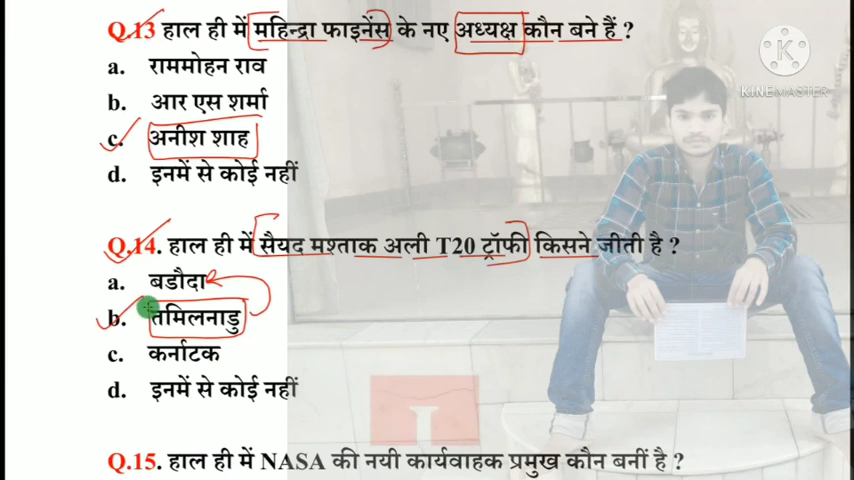 Q.13 हाल ही में महिन्द्रा फाइनेंस के नए अध्यक्ष कौन बने हैं ?
a. राममोहन राव
b. आर एस शर्मा
c. अनीश शाह
d. इनमें से कोई नहीं
Q.14. हाल ही में सैयद मश्ताक अली T20 ट्रॉफी किसने जीती है ?
a. बडौदा
b. तमिलनाडु
c. कर्नाटक
d. इनमें से कोई नहीं
Q.15. हाल ही में NASA की नयी कार्यवाहक प्रमुख कौन बनीं है ?
K
KINEMASTER